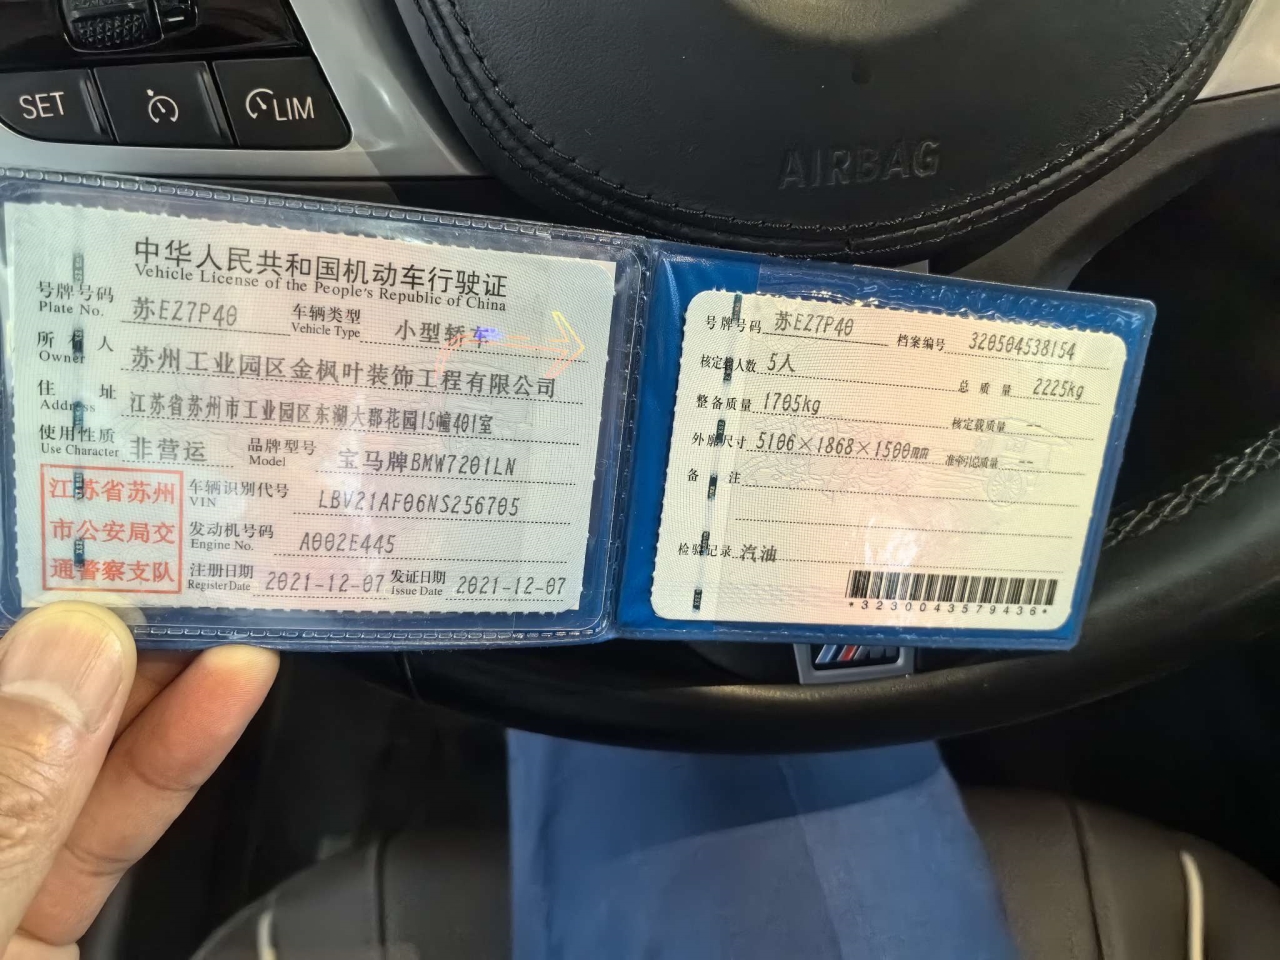 SET
LIM
AIRBAG
中华人民共和国机动车行驶证
Vehicle License of the People's Republic of China
号牌号码 苏EZ7P40 车辆类型 小型轿车
Plate No. Vehicle Type
所有人 苏州工业园区金枫叶装饰工程有限公司
Owner
住址 江苏省苏州市工业园区东湖大郡花园15幢401室
Address
使用性质 非营运 品牌型号 宝马牌BMW7201LN
Use Character Model
江苏省苏州
市公安局交
通警察支队
车辆识别代号 LBV21AF06NS256705
VIN
发动机号码 A002E445
Engine No.
注册日期 2021-12-07 发证日期 2021-12-07
Register Date Issue Date
号牌号码 苏EZ7P40 档案编号 320504538154
核定载人数 5人 总质量 2225kg
整备质量 1705kg 核定载质量 --
外廓尺寸 5106×1868×1500mm 准牵引总质量 --
备注
检验记录 汽油
*3230043579436*